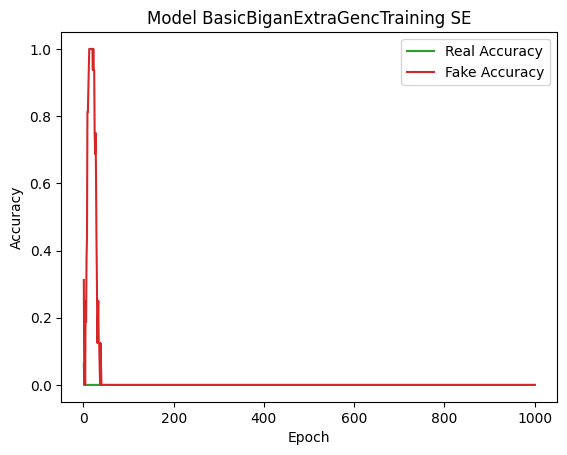 Model BasicBiganExtraGencTraining SE
Real Accuracy
Fake Accuracy
1.0
0.8
0.6
0.4
0.2
0.0
Accuracy
0
200
400
600
800
1000
Epoch